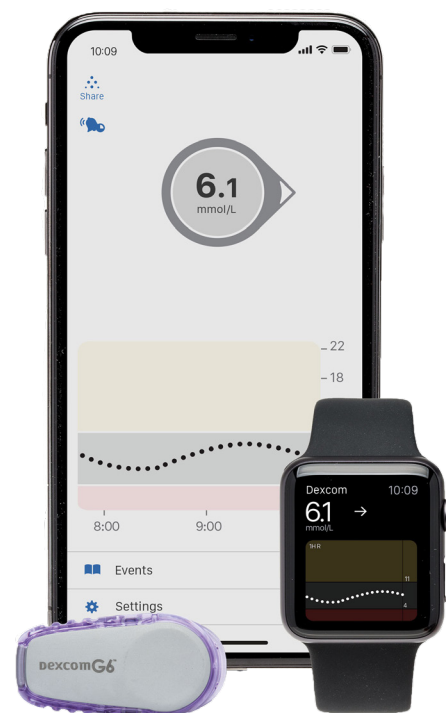 10:09
Share
6.1
mmol/L
22
18
8:00
9:00
Events
Settings
Dexcom 10:09
6.1 →
mmol/L
1HR
11
4
Dexcom G6